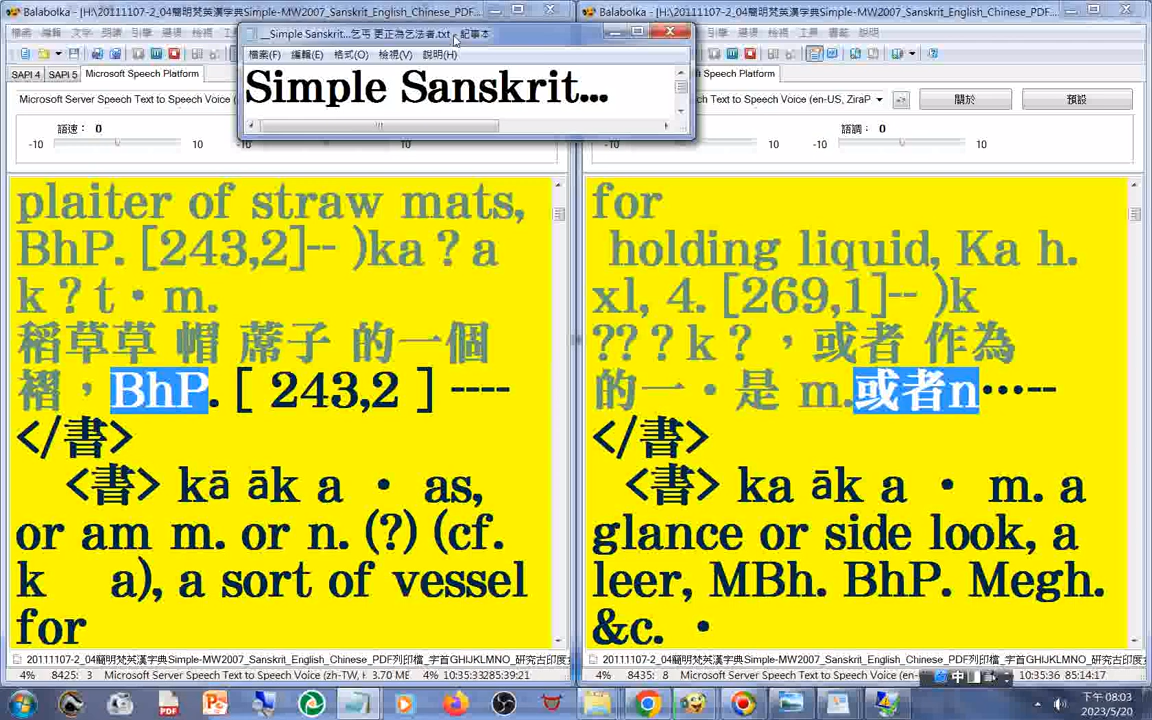 Balabolka - [H:\20111107-2_04簡明梵英漢字典Simple-MW2007_Sanskrit_English_Chinese_PDF...
Balabolka - [H:\20111107-2_04簡明梵英漢字典Simple-MW2007_Sanskrit_English_Chinese_PDF...
__Simple Sanskrit...乞丐 更正為乞法者.txt - 記事本
檔案(F) 編輯(E) 格式(O) 檢視(V) 說明(H)
Simple Sanskrit...
SAPI 4 SAPI 5 Microsoft Speech Platform
Speech Platform
Microsoft Server Speech Text to Speech Voice
Text to Speech Voice (en-US, ZiraP
關於 預設
語速： 0
-10 10 10
語調： 0
-10 10
plaiter of straw mats,
BhP. [243,2]-- )ka ? a
k ? t • m.
稻草草 帽 蓆子 的一個
褶，BhP. [ 243,2 ] ----
</書>
<書> kā āk a • as,
or am m. or n. (?) (cf.
k a), a sort of vessel
for
for
holding liquid, Ka h.
xl, 4. [269,1]-- )k
?? ? k ? ，或者 作為
的一 • 是 m.或者n…--
</書>
<書> ka āk a • m. a
glance or side look, a
leer, MBh. BhP. Megh.
&c. •
20111107-2_04簡明梵英漢字典Simple-MW2007_Sanskrit_English_Chinese_PDF列印檔_字首GHIJKLMNO_研究古印度
20111107-2_04簡明梵英漢字典Simple-MW2007_Sanskrit_English_Chinese_PDF列印檔_字首GHIJKLMNO_研究古印度
4% 8425: 3 Microsoft Server Speech Text to Speech Voice (zh-TW, 3.70 ME 4% 10:35:33285:39:21
4% 8435: 8 Microsoft Server Speech Text to Speech 10:35:36 85:14:17
中
下午 08:03
2023/5/20